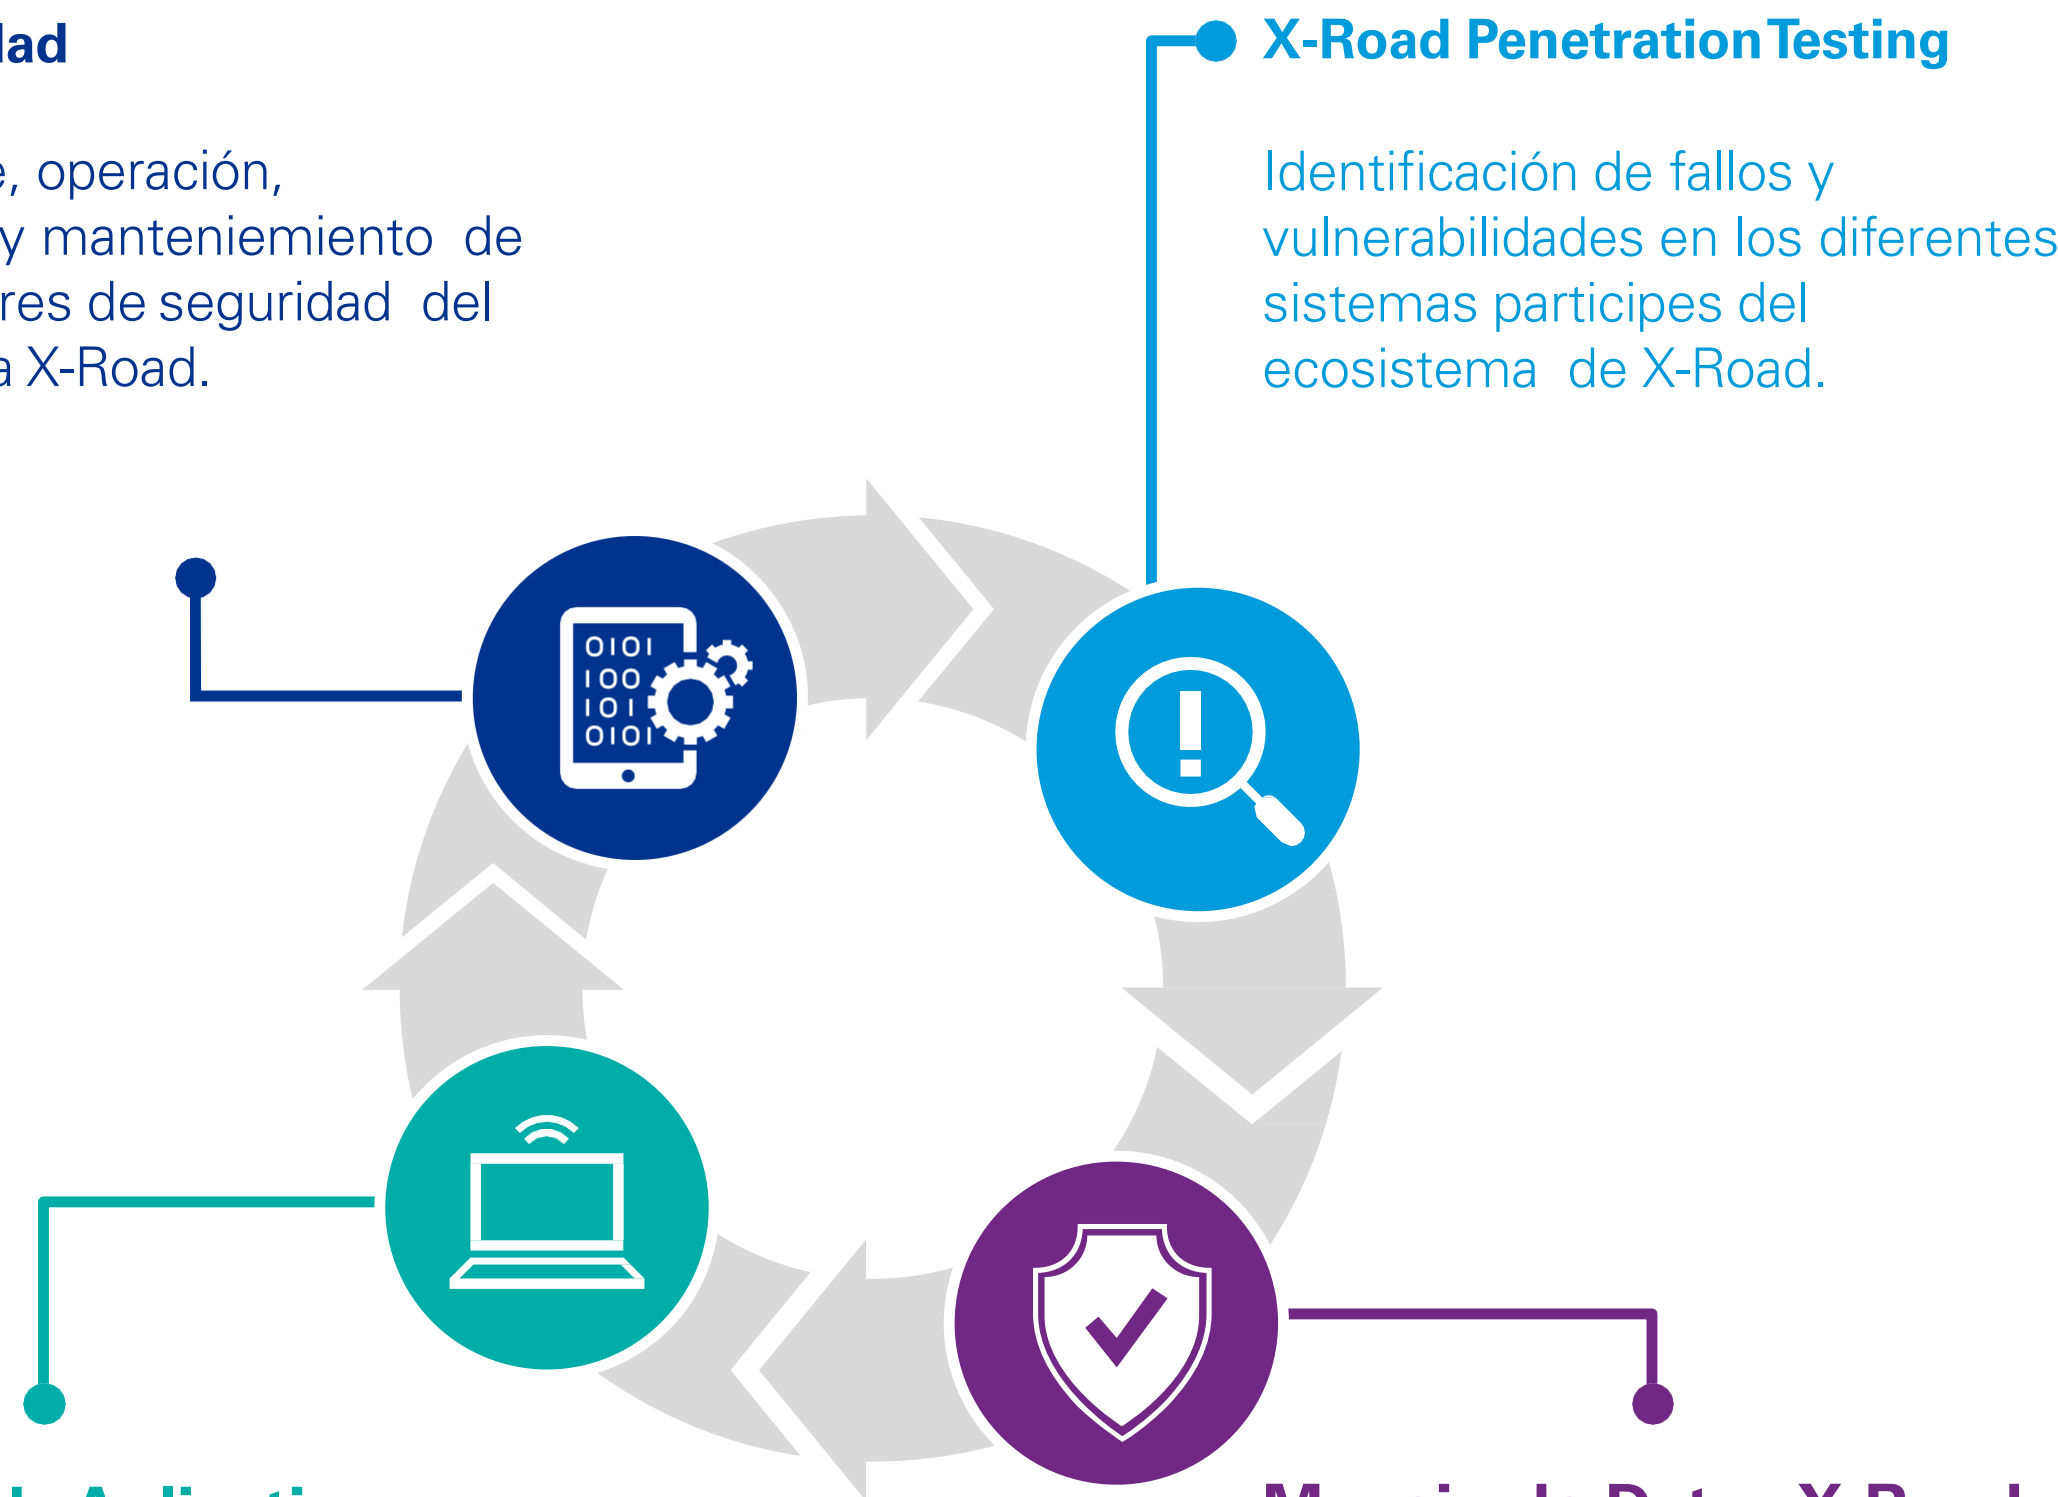 dad
e, operación,
y manteniemiento de
res de seguridad del
a X-Road.
X-Road Penetration Testing
Identificación de fallos y
vulnerabilidades en los diferentes
sistemas participes del
ecosistema de X-Road.
0101
100
101
0101